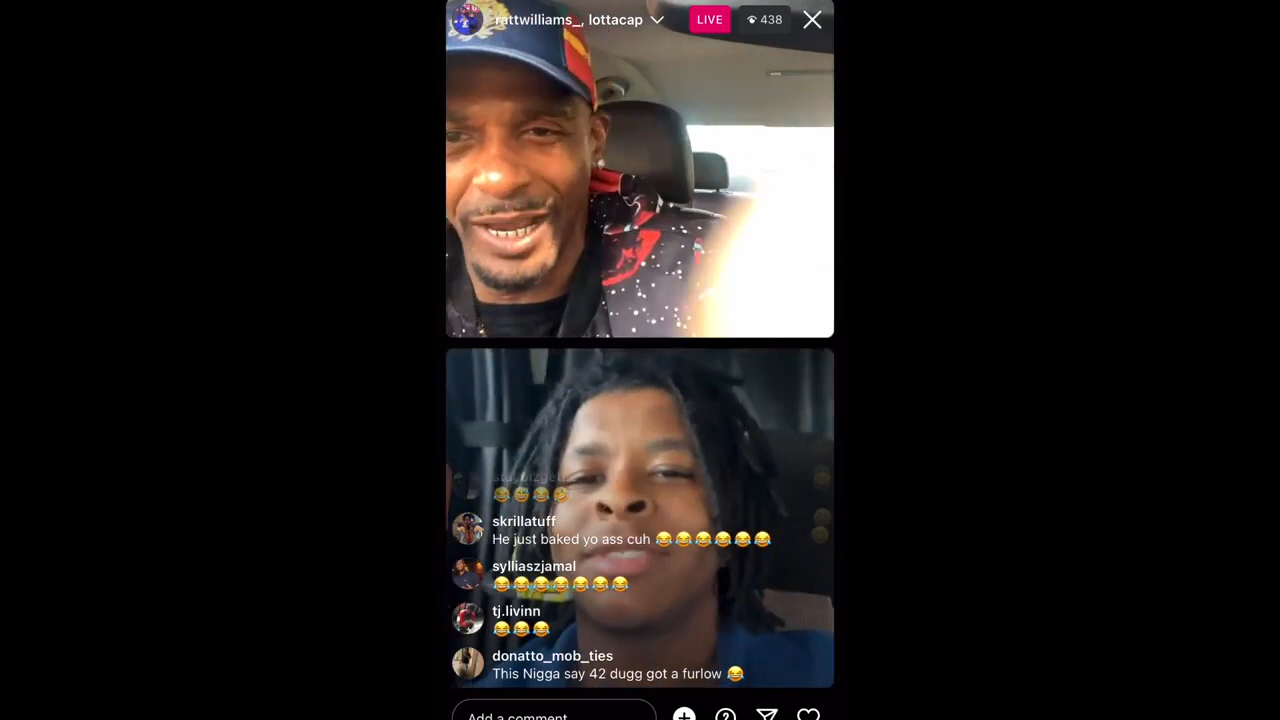 rattwilliams_, lottacap
LIVE
438
😂😅😂🤣
skrillatuff
He just baked yo ass cuh 😂😂😂😂😂😂
sylliaszjamal
😂😂😂😂😂😂😂
tj.livinn
😂😂😂
donatto_mob_ties
This Nigga say 42 dugg got a furlow 😂
Add a comment